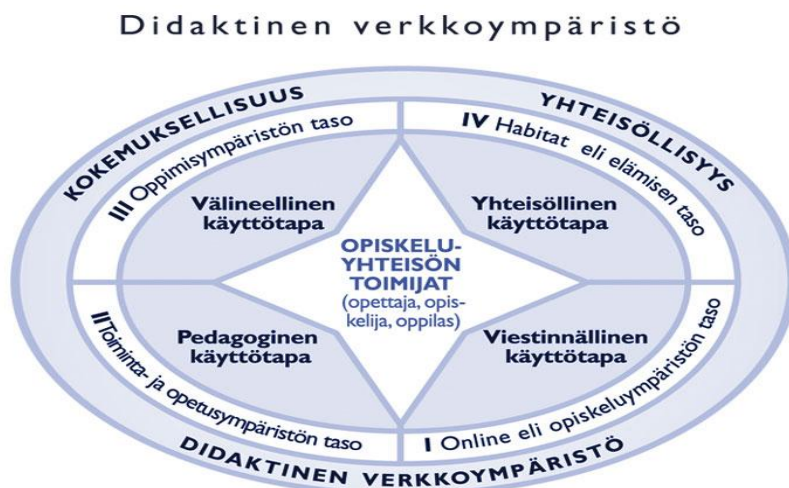 Didaktinen verkkoympäristö
KOKEMUKSELLISUUS
YHTEISÖLLISYYS
III Oppimisympäristön taso
IV Habitat eli elämisen taso
Välineellinen
käyttötapa
Yhteisöllinen
käyttötapa
OPISKELU-
YHTEISÖN
TOIMIJAT
(opettaja, opis-
kelija, oppilas)
Pedagoginen
käyttötapa
Viestinnällinen
käyttötapa
II Toiminta- ja opetusympäristön taso
I Online eli opiskeluympäristön taso
DIDAKTINEN VERKKOYMPÄRISTÖ